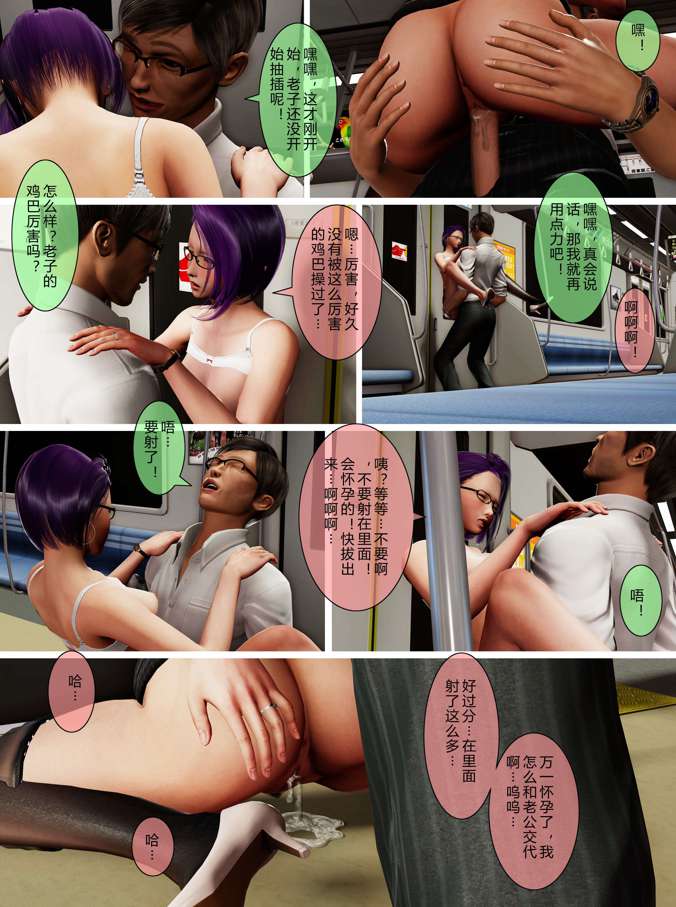 嘿嘿，这才刚开
始，老子还没开
始抽插呢！
嘿！
怎么样？老子的
鸡巴厉害吗？
嗯…厉害，好久
没有被这么厉害
的鸡巴操过了…
嘿嘿，真会说
话，那我就再
用点力吧！
啊啊啊！
唔…
要射了！
咦？等等…不要啊
，不要射在里面！
会怀孕的！快拔出
来…啊啊啊…
唔！
哈…
哈…
好过分…在里面
射了这么多…
万一怀孕了，我
怎么和老公交代
啊…呜呜…